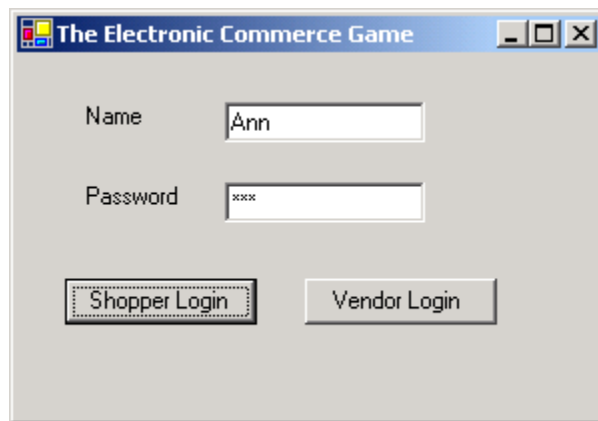 The Electronic Commerce Game
Name Ann
Password ***
Shopper Login Vendor Login